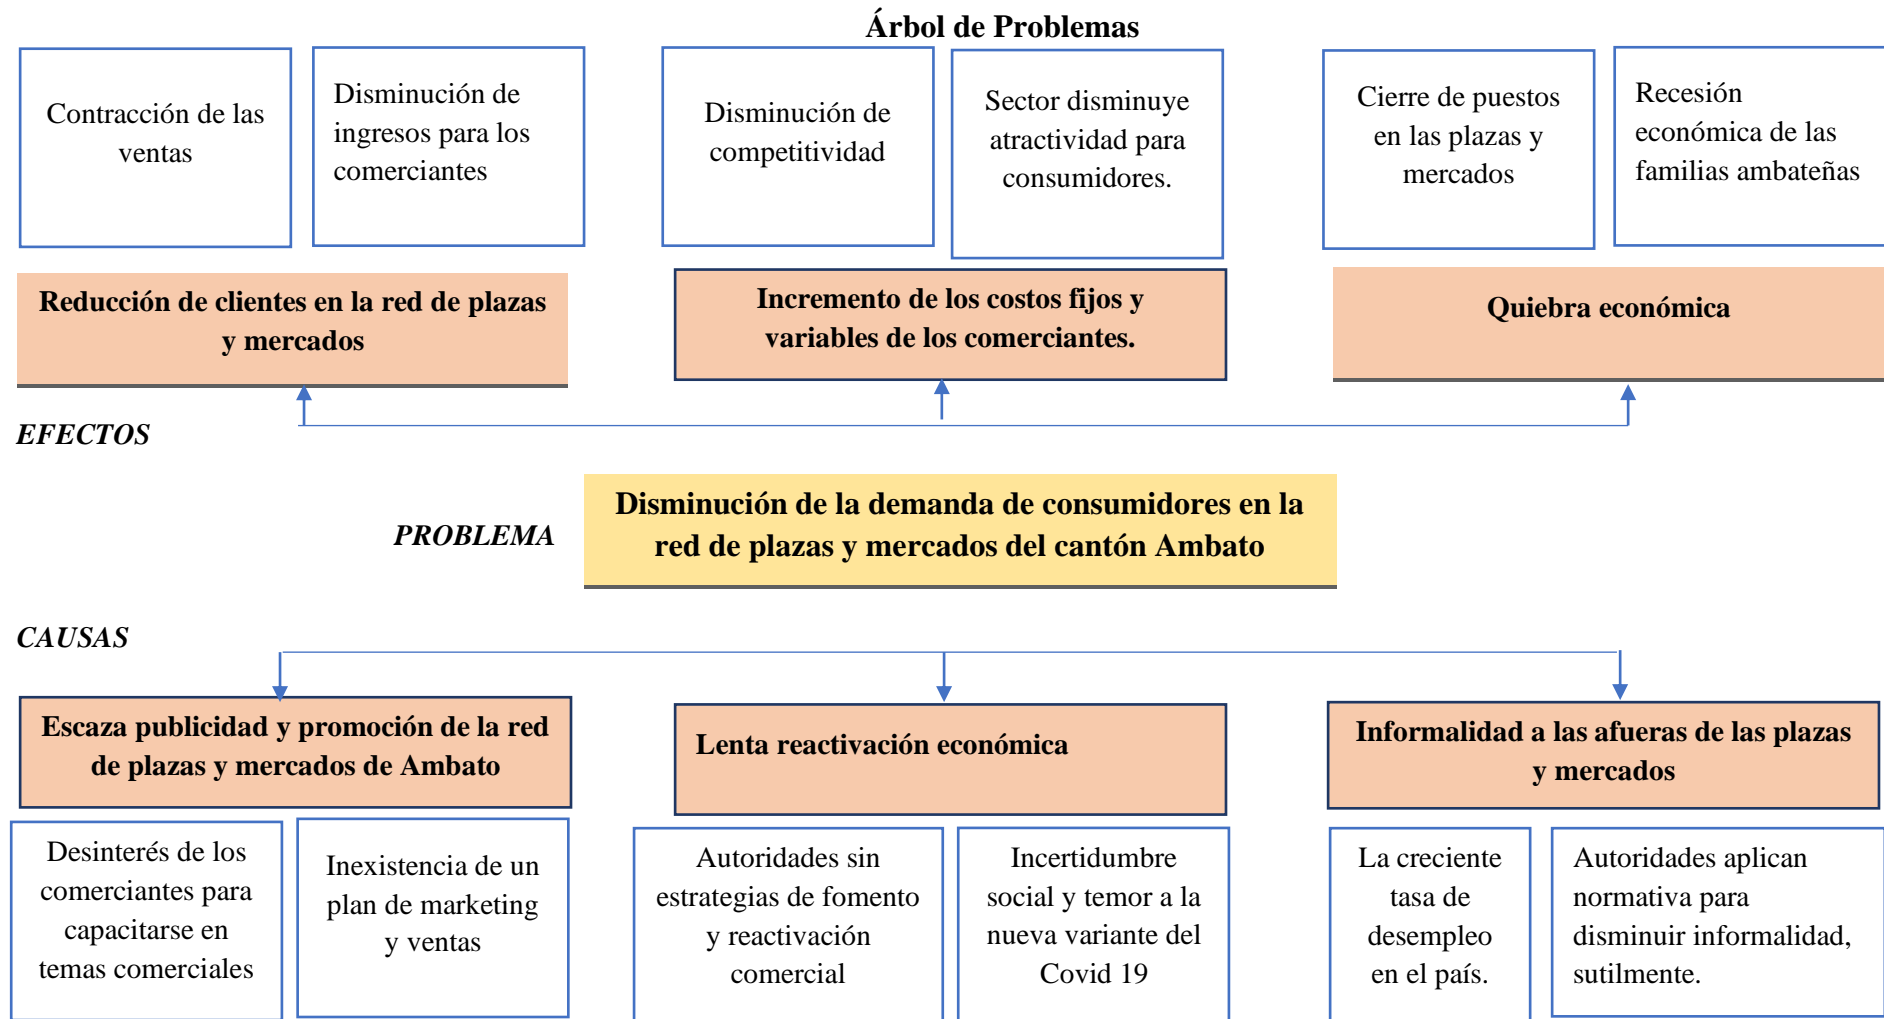 Árbol de Problemas
Contracción de las
ventas
Disminución de
ingresos para los
comerciantes
Disminución de
competitividad
Sector disminuye
atractividad para
consumidores.
Cierre de puestos
en las plazas y
mercados
Recesión
económica de las
familias ambateñas
Reducción de clientes en la red de plazas
y mercados
Incremento de los costos fijos y
variables de los comerciantes.
Quiebra económica
EFECTOS
PROBLEMA
Disminución de la demanda de consumidores en la
red de plazas y mercados del cantón Ambato
CAUSAS
Escaza publicidad y promoción de la red
de plazas y mercados de Ambato
Lenta reactivación económica
Informalidad a las afueras de las plazas
y mercados
Desinterés de los
comerciantes para
capacitarse en
temas comerciales
Inexistencia de un
plan de marketing
y ventas
Autoridades sin
estrategias de fomento
y reactivación
comercial
Incertidumbre
social y temor a la
nueva variante del
Covid 19
La creciente
tasa de
desempleo
en el país.
Autoridades aplican
normativa para
disminuir informalidad,
sutilmente.